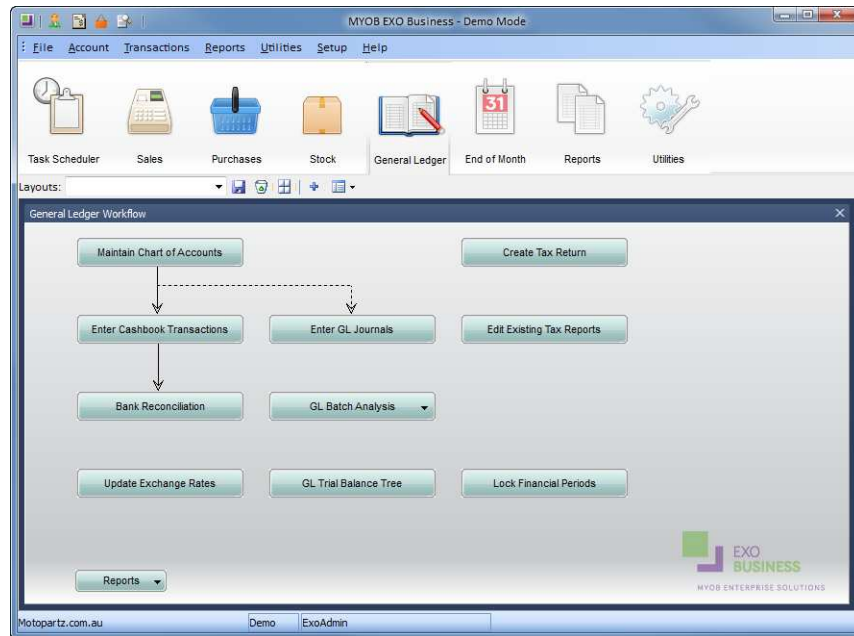 MYOB EXO Business - Demo Mode
File Account Transactions Reports Utilities Setup Help
31
Task Scheduler Sales Purchases Stock General Ledger End of Month Reports Utilities
Layouts:
General Ledger Workflow
Maintain Chart of Accounts Create Tax Return
Enter Cashbook Transactions Enter GL Journals Edit Existing Tax Reports
Bank Reconciliation GL Batch Analysis
Update Exchange Rates GL Trial Balance Tree Lock Financial Periods
EXO
BUSINESS
Reports
MYOB ENTERPRISE SOLUTIONS
Motopartz.com.au Demo ExoAdmin